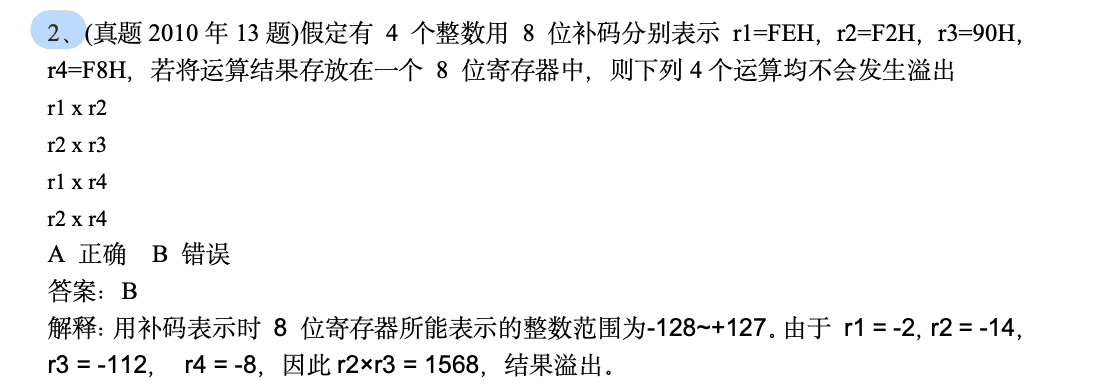 2、(真题 2010 年 13 题)假定有 4 个整数用 8 位补码分别表示 r1=FEH，r2=F2H，r3=90H，
r4=F8H，若将运算结果存放在一个 8 位寄存器中，则下列 4 个运算均不会发生溢出
r1 x r2
r2 x r3
r1 x r4
r2 x r4
A 正确 B 错误
答案：B
解释：用补码表示时 8 位寄存器所能表示的整数范围为-128~+127。由于 r1 = -2, r2 = -14，
r3 = -112， r4 = -8，因此 r2×r3 = 1568，结果溢出。